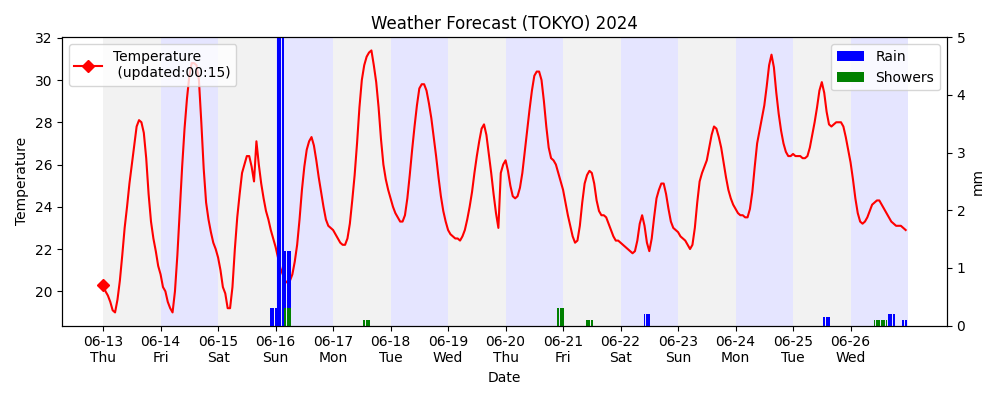 Weather Forecast (TOKYO) 2024
Temperature
(updated:00:15)
Rain
Showers
32
30
28
26
24
22
20
Temperature
5
4
3
2
1
0
mm
06-13 06-14 06-15 06-16 06-17 06-18 06-19 06-20 06-21 06-22 06-23 06-24 06-25 06-26
Thu Fri Sat Sun Mon Tue Wed Thu Fri Sat Sun Mon Tue Wed
Date